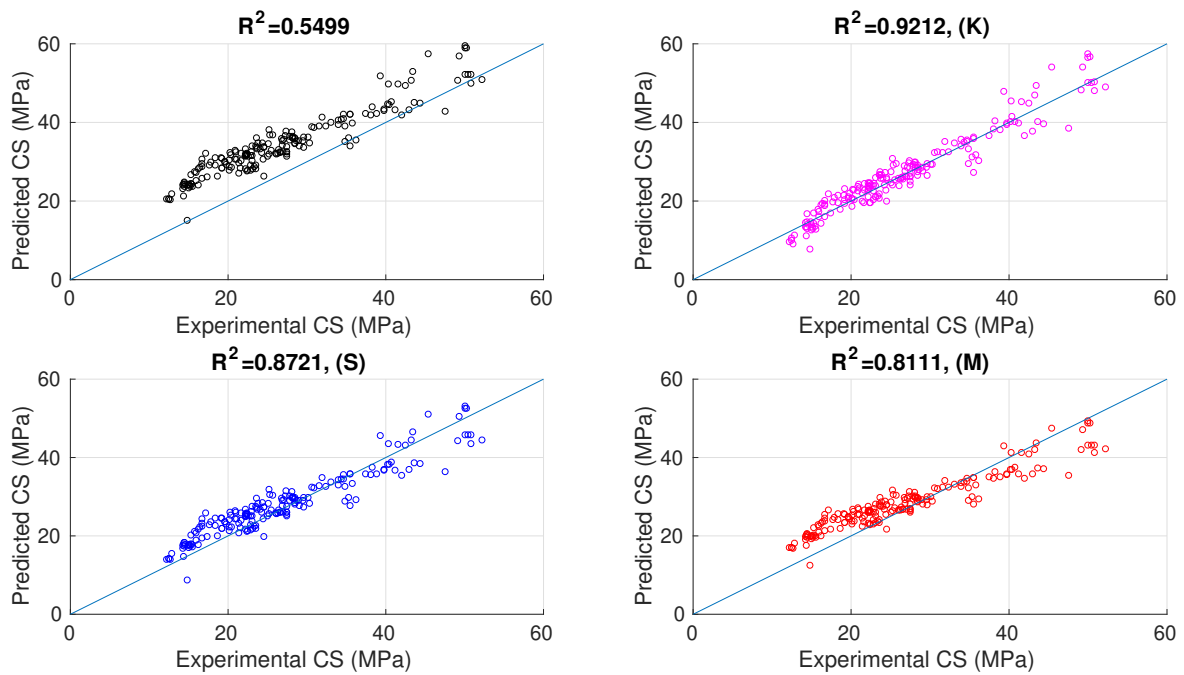 R²=0.5499
60
40
20
0
Predicted CS (MPa)
0 20 40 60
Experimental CS (MPa)
R²=0.9212, (K)
60
40
20
0
Predicted CS (MPa)
0 20 40 60
Experimental CS (MPa)
R²=0.8721, (S)
60
40
20
0
Predicted CS (MPa)
0 20 40 60
Experimental CS (MPa)
R²=0.8111, (M)
60
40
20
0
Predicted CS (MPa)
0 20 40 60
Experimental CS (MPa)